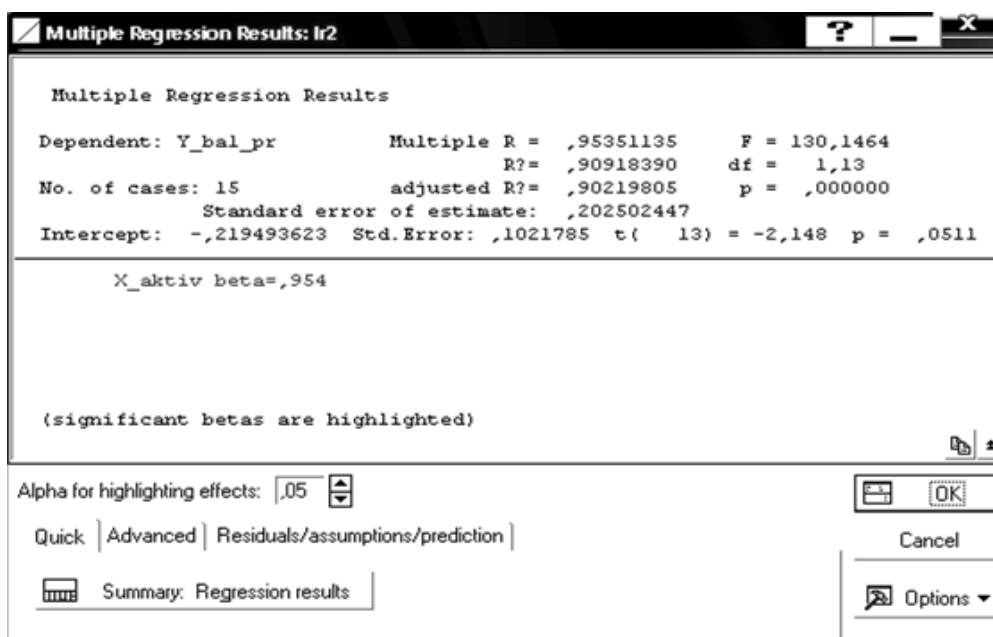 Multiple Regression Results: lr2
Multiple Regression Results
Dependent: Y_bal_pr Multiple R = ,95351135 F = 130,1464
R?= ,90918390 df = 1,13
No. of cases: 15 adjusted R?= ,90219805 p = ,000000
Standard error of estimate: ,202502447
Intercept: -,219493623 Std.Error: ,1021785 t( 13) = -2,148 p = ,0511
X_aktiv beta=,954
(significant betas are highlighted)
Alpha for highlighting effects: ,05
OK
Quick Advanced Residuals/assumptions/prediction
Cancel
Summary: Regression results
Options